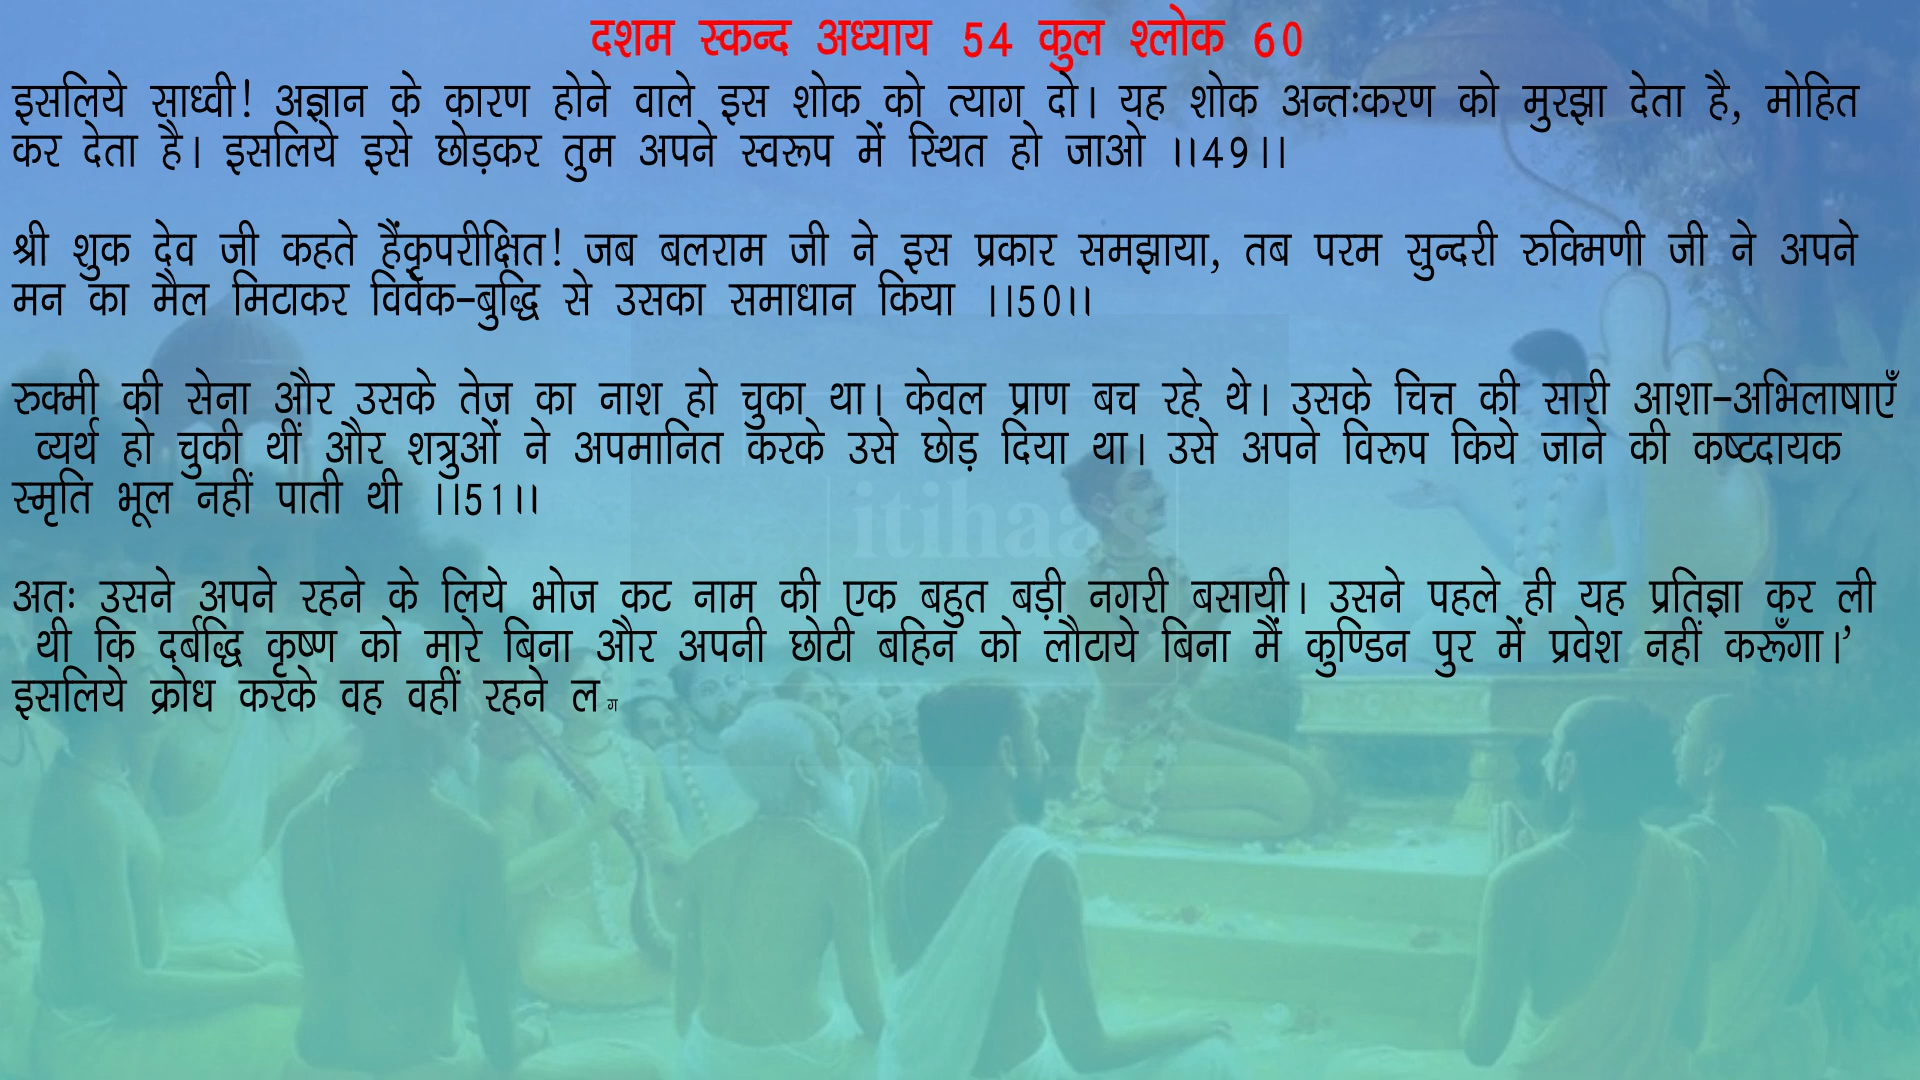 दशम स्कन्द अध्याय 54 कुल श्लोक 60
इसलिये साध्वी! अज्ञान के कारण होने वाले इस शोक को त्याग दो। यह शोक अन्तःकरण को मुरझा देता है, मोहित
कर देता है। इसलिये इसे छोड़कर तुम अपने स्वरूप में स्थित हो जाओ ।।49।।
श्री शुक देव जी कहते हैंकृपरीक्षित! जब बलराम जी ने इस प्रकार समझाया, तब परम सुन्दरी रुक्मिणी जी ने अपने
मन का मैल मिटाकर विवेक-बुद्धि से उसका समाधान किया ।।50।।
रुक्मी की सेना और उसके तेज का नाश हो चुका था। केवल प्राण बच रहे थे। उसके चित्त की सारी आशा-अभिलाषाएँ
व्यर्थ हो चुकी थीं और शत्रुओं ने अपमानित करके उसे छोड़ दिया था। उसे अपने विरूप किये जाने की कष्टदायक
स्मृति भूल नहीं पाती थी ।।51।।
अतः उसने अपने रहने के लिये भोज कट नाम की एक बहुत बड़ी नगरी बसायी। उसने पहले ही यह प्रतिज्ञा कर ली
थी कि दर्बद्धि कृष्ण को मारे बिना और अपनी छोटी बहिन को लौटाये बिना मैं कुण्डिन पुर में प्रवेश नहीं करूँगा।’
इसलिये क्रोध करके वह वहीं रहने लग
itihaas